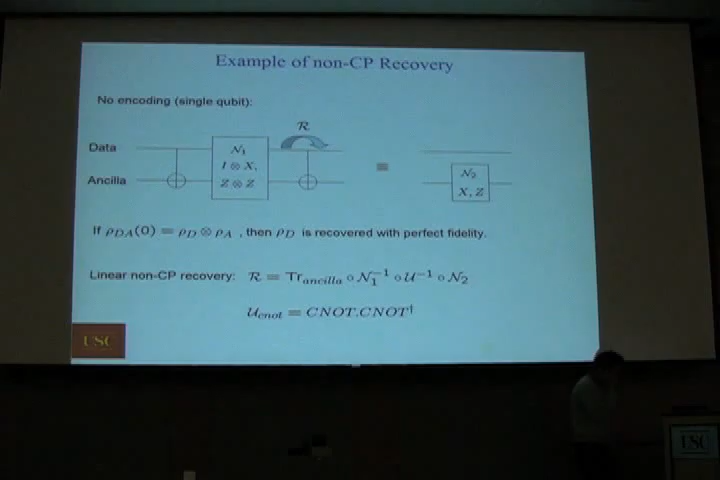 Example of non-CP Recovery
No encoding (single qubit):
R
Data
Ancilla
N₁
I ⊗ X,
Z ⊗ Z
=
N₂
X, Z
If ρ_DA(0) = ρ_D ⊗ ρ_A , then ρ_D is recovered with perfect fidelity.
Linear non-CP recovery: R = Tr_ancilla ∘ N₁⁻¹ ∘ U⁻¹ ∘ N₂
U_cnot = CNOT.CNOT†
USC
USC